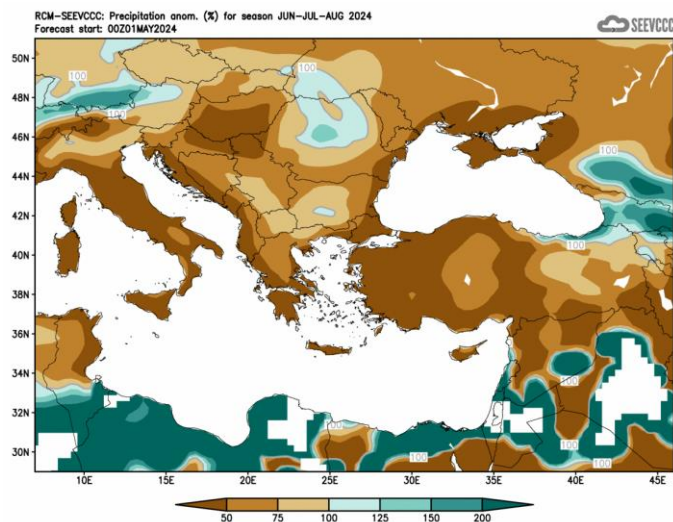 RCM-SEEVCCC: Precipitation anom. (%) for season JUN-JUL-AUG 2024
Forecast start: 00Z01MAY2024
SEEVCCC
50N
48N
46N
44N
42N
40N
38N
36N
34N
32N
30N
100
100
100
100
100
100
100
100
100
100
100
10E
15E
20E
25E
30E
35E
40E
45E
50
75
100
125
150
200